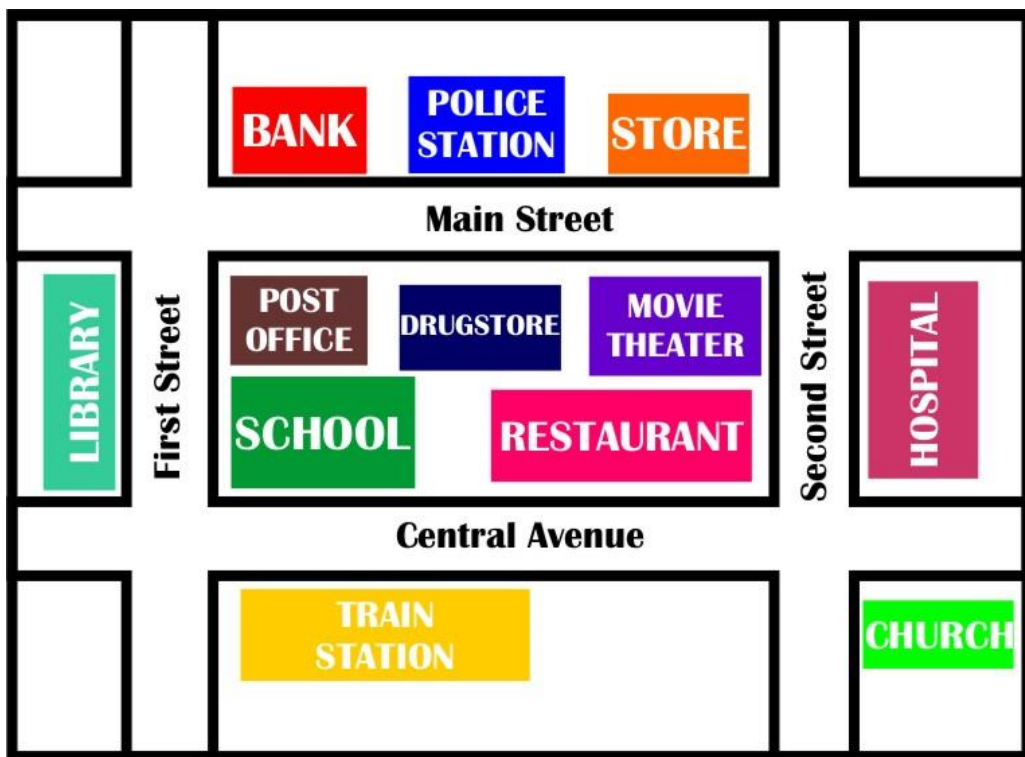 BANK
POLICE
STATION
STORE
Main Street
LIBRARY
First Street
POST
OFFICE
DRUGSTORE
MOVIE
THEATER
SCHOOL
RESTAURANT
Second Street
HOSPITAL
Central Avenue
TRAIN
STATION
CHURCH